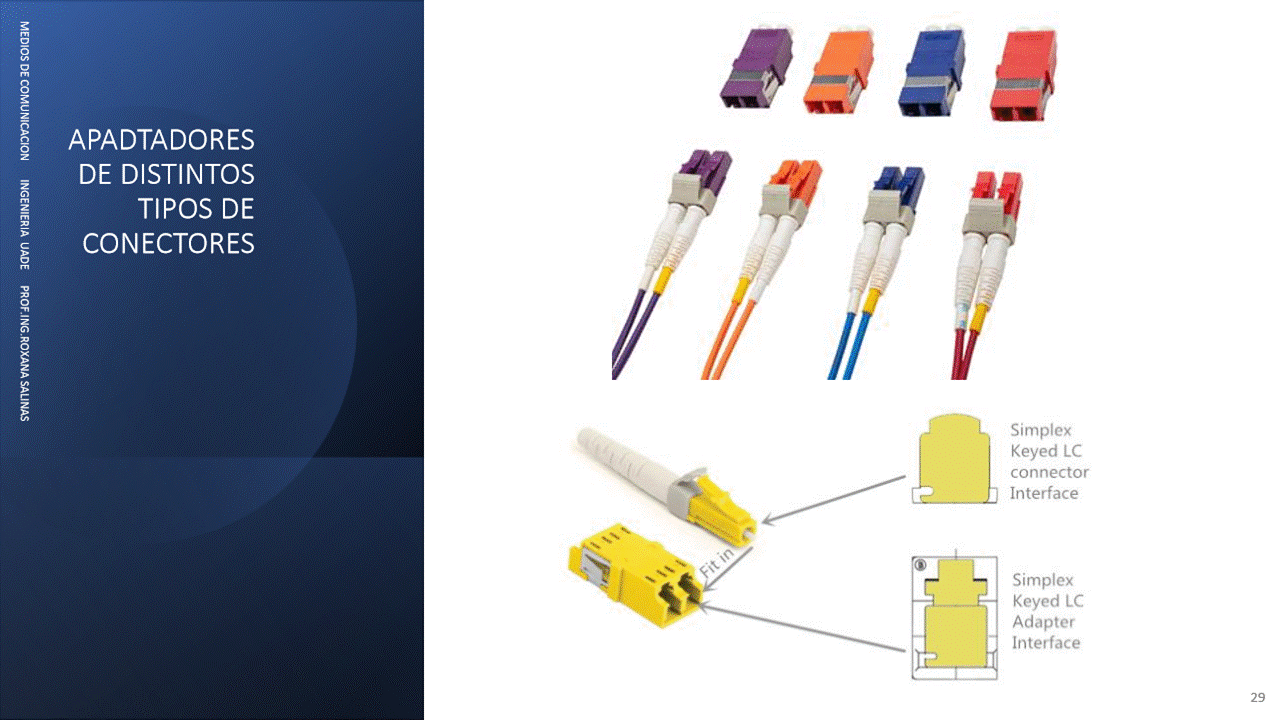 MEDIOS DE COMUNICACION INGENIERIA UADE PROF.ING.ROXANA SALINAS
APADTADORES
DE DISTINTOS
TIPOS DE
CONECTORES
Simplex
Keyed LC
connector
Interface
Fit in
Simplex
Keyed LC
Adapter
Interface
29